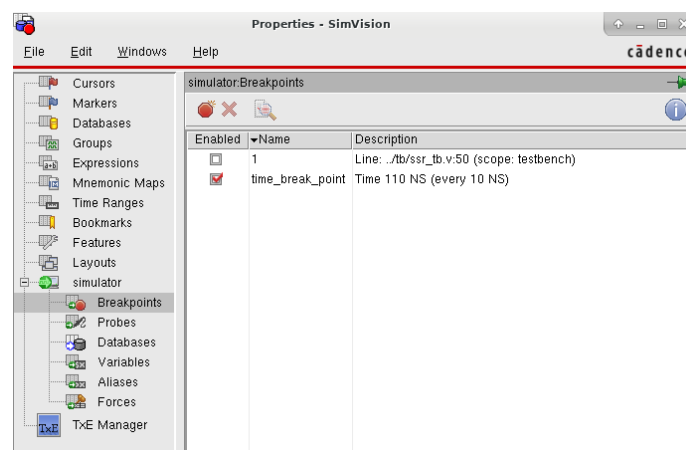 Properties - SimVision
File Edit Windows Help
cādence
Cursors
Markers
Databases
Groups
Expressions
Mnemonic Maps
Time Ranges
Bookmarks
Features
Layouts
simulator
Breakpoints
Probes
Databases
Variables
Aliases
Forces
TxE TxE Manager
simulator:Breakpoints
Enabled Name Description
1 Line: ../tb/ssr_tb.v:50 (scope: testbench)
time_break_point Time 110 NS (every 10 NS)